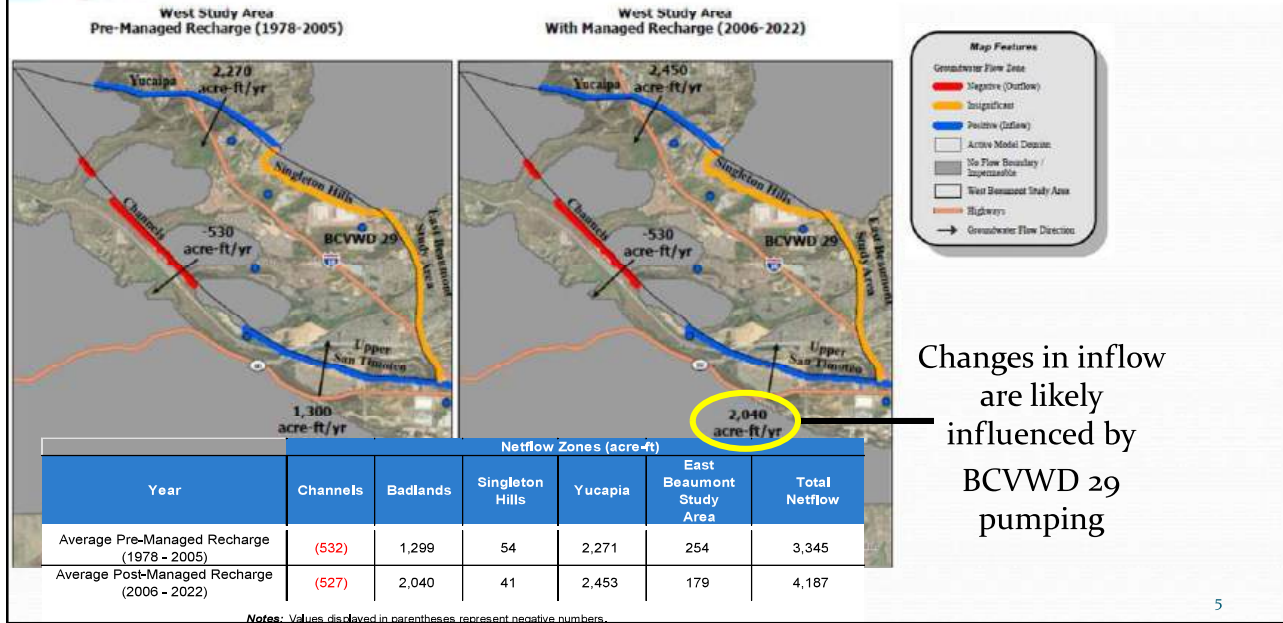 West Study Area
Pre-Managed Recharge (1978-2005)
West Study Area
With Managed Recharge (2006-2022)
Yucaipa
2,270
acre-ft/yr
Singleton Hills
Channels
-530
acre-ft/yr
BCVWD 29
East Beaumont
Study Area
10
Upper
San Timoteo
60
1,300
acre-ft/yr
Yucaipa
2,450
acre-ft/yr
Singleton Hills
Channels
-530
acre-ft/yr
BCVWD 29
East Beaumont
Study Area
10
Upper
San Timoteo
2,040
acre-ft/yr
Map Features
Groundwater Flow Zone
Negative (Outflow)
Insignificant
Positive (Inflow)
Active Model Domain
No Flow Boundary /
Impermeable
West Beaumont Study Area
Highways
Groundwater Flow Direction
Changes in inflow
are likely
influenced by
BCVWD 29
pumping
Netflow Zones (acre-ft)
Year
Channels
Badlands
Singleton
Hills
Yucapia
East
Beaumont
Study
Area
Total
Netflow
Average Pre-Managed Recharge
(1978 - 2005)
(532) 1,299 54 2,271 254 3,345
Average Post-Managed Recharge
(2006 - 2022)
(527) 2,040 41 2,453 179 4,187
Notes: Values displayed in parentheses represent negative numbers.
5